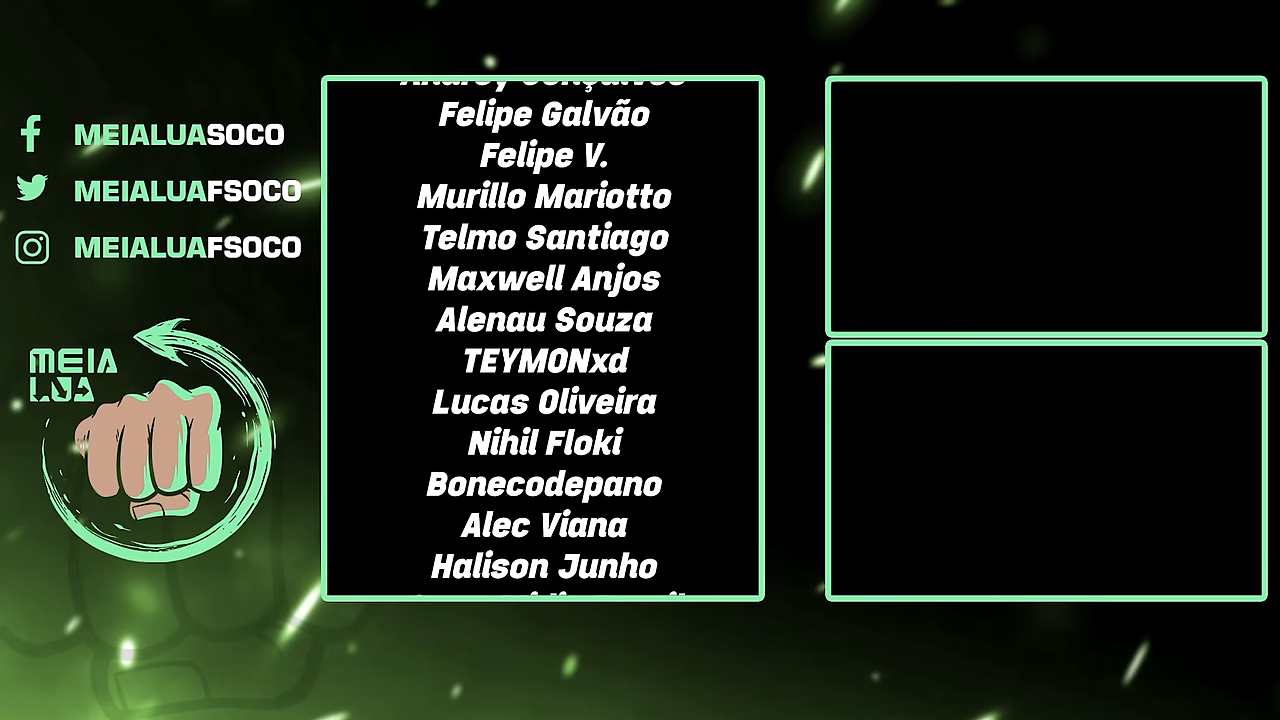 MEIALUASOCO
MEIALUAFSOCO
MEIALUAFSOCO
MEIA
LUA
Felipe Galvão
Felipe V.
Murillo Mariotto
Telmo Santiago
Maxwell Anjos
Alenau Souza
TEYMONxd
Lucas Oliveira
Nihil Floki
Bonecodepano
Alec Viana
Halison Junho